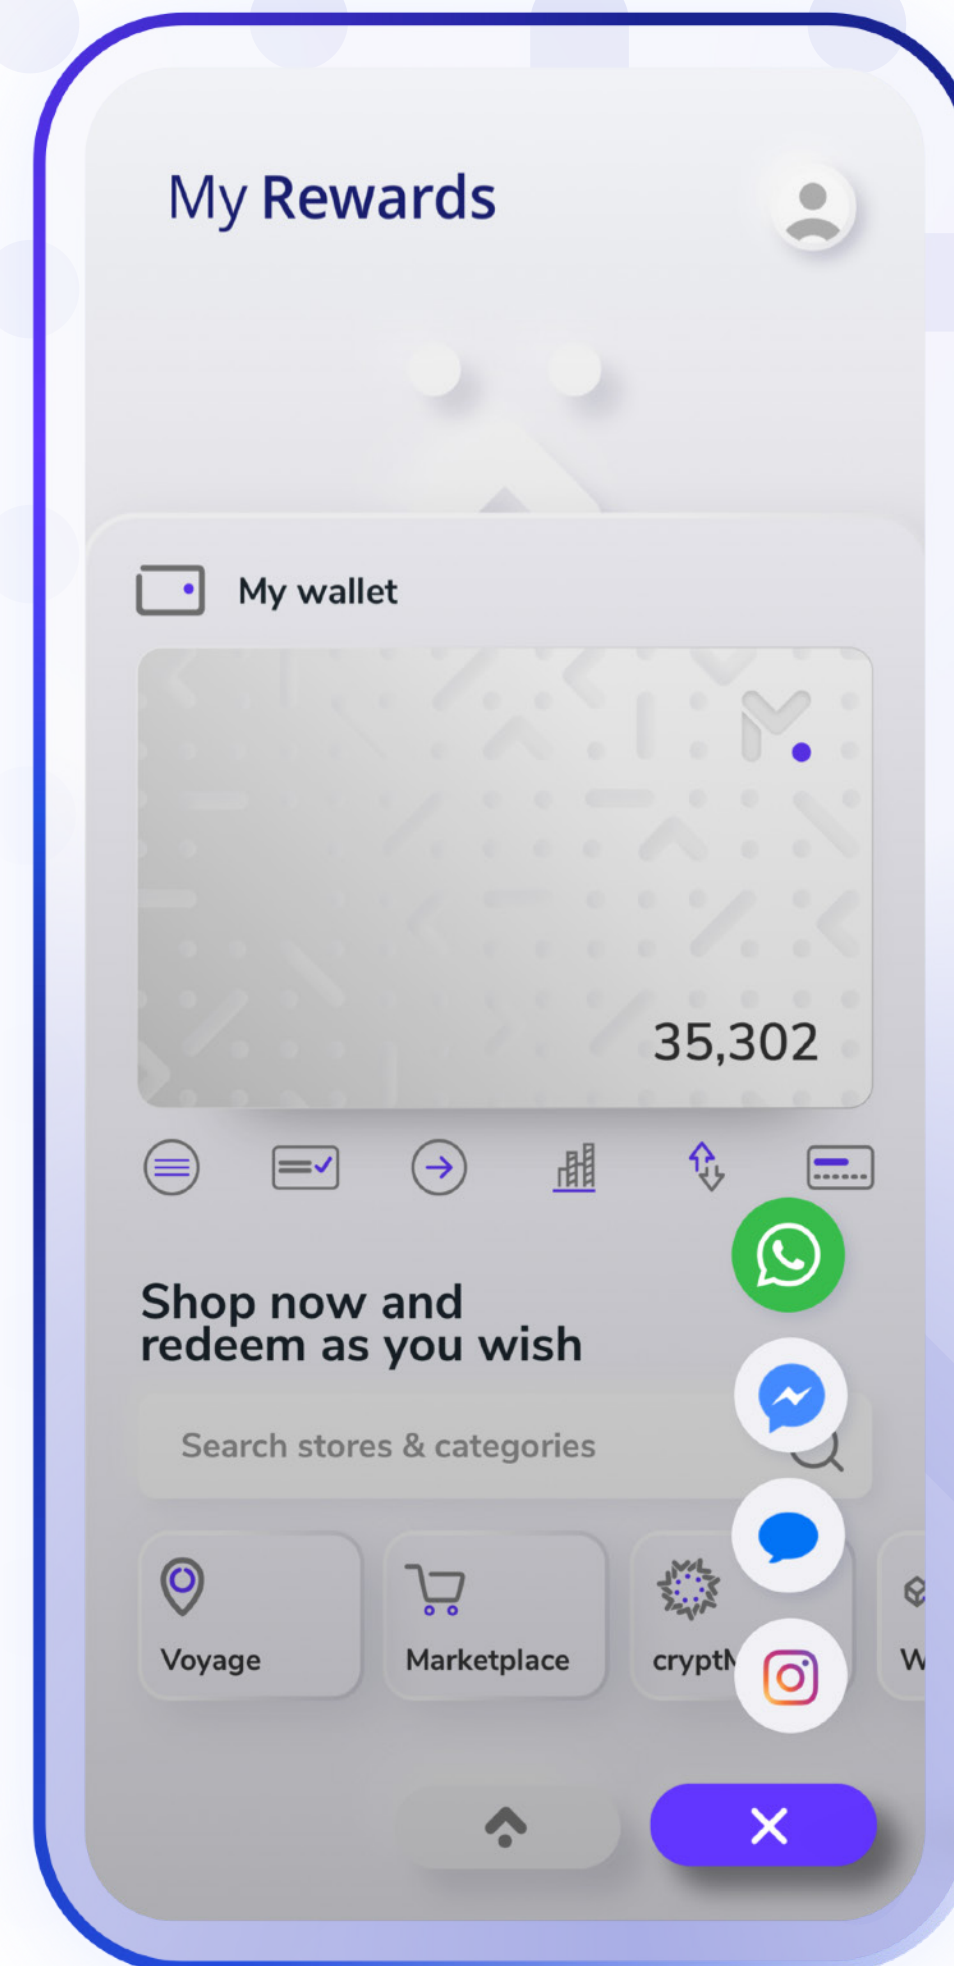 My Rewards
My wallet
35,302
Shop now and
redeem as you wish
Search stores & categories
Voyage
Marketplace